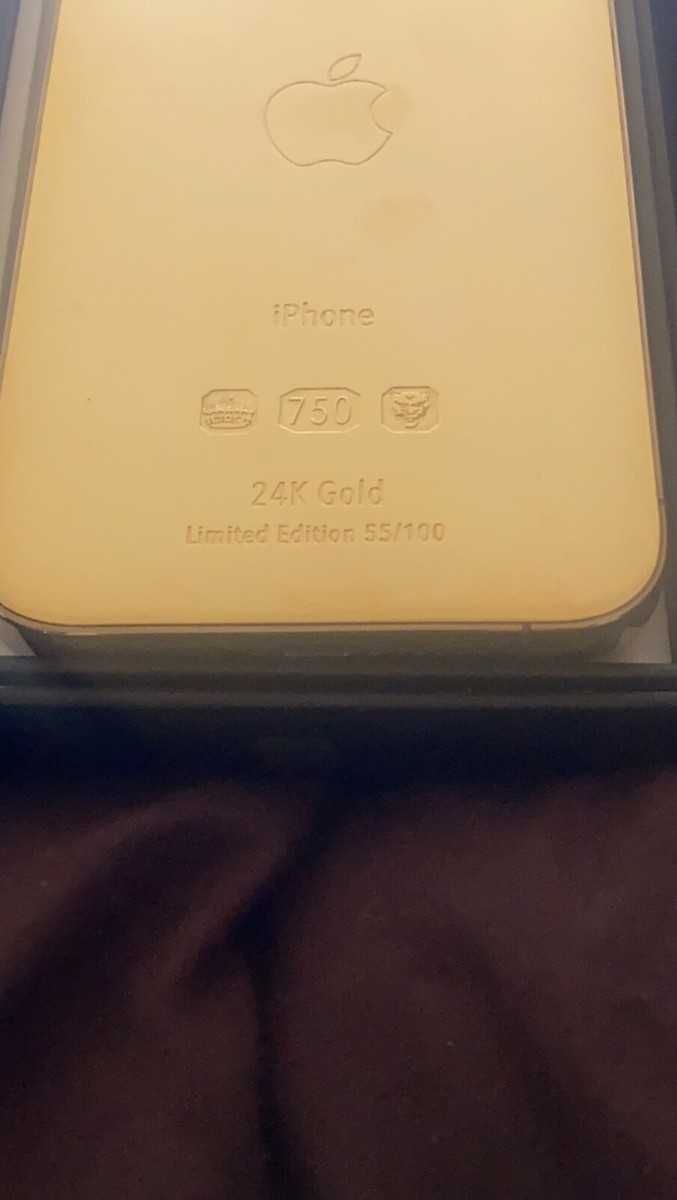 iPhone
750
24K Gold
Limited Edition 55/100